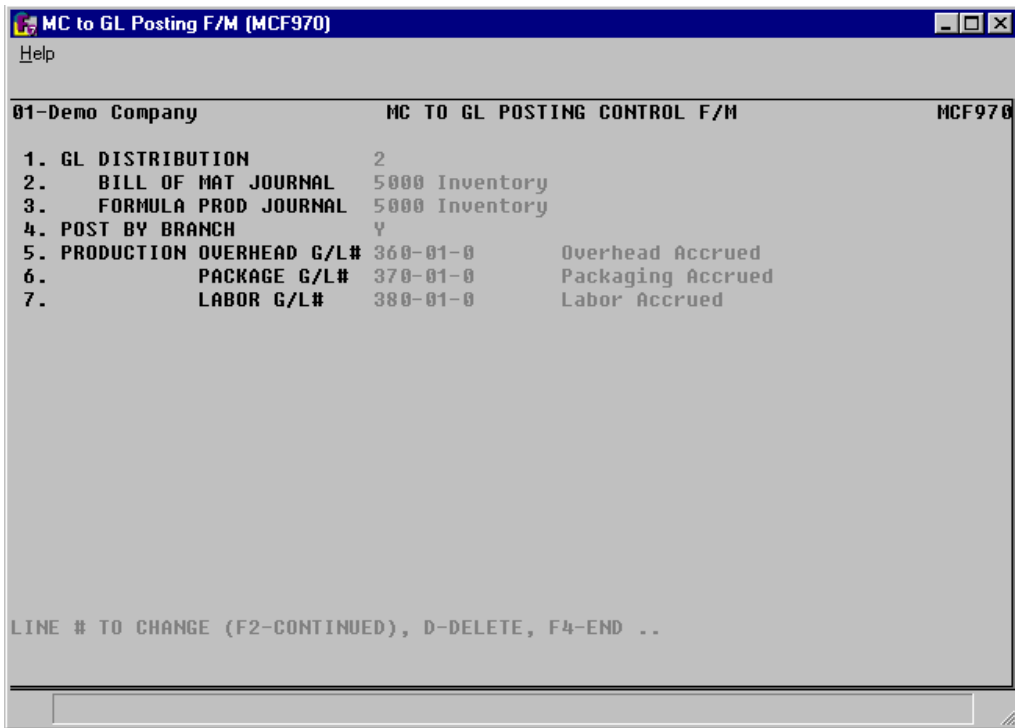 MC to GL Posting F/M (MCF970)
Help
01-Demo Company MC TO GL POSTING CONTROL F/M MCF970
1. GL DISTRIBUTION 2
2. BILL OF MAT JOURNAL 5000 Inventory
3. FORMULA PROD JOURNAL 5000 Inventory
4. POST BY BRANCH Y
5. PRODUCTION OVERHEAD G/L# 360-01-0 Overhead Accrued
6. PACKAGE G/L# 370-01-0 Packaging Accrued
7. LABOR G/L# 380-01-0 Labor Accrued
LINE # TO CHANGE (F2-CONTINUED), D-DELETE, F4-END ..